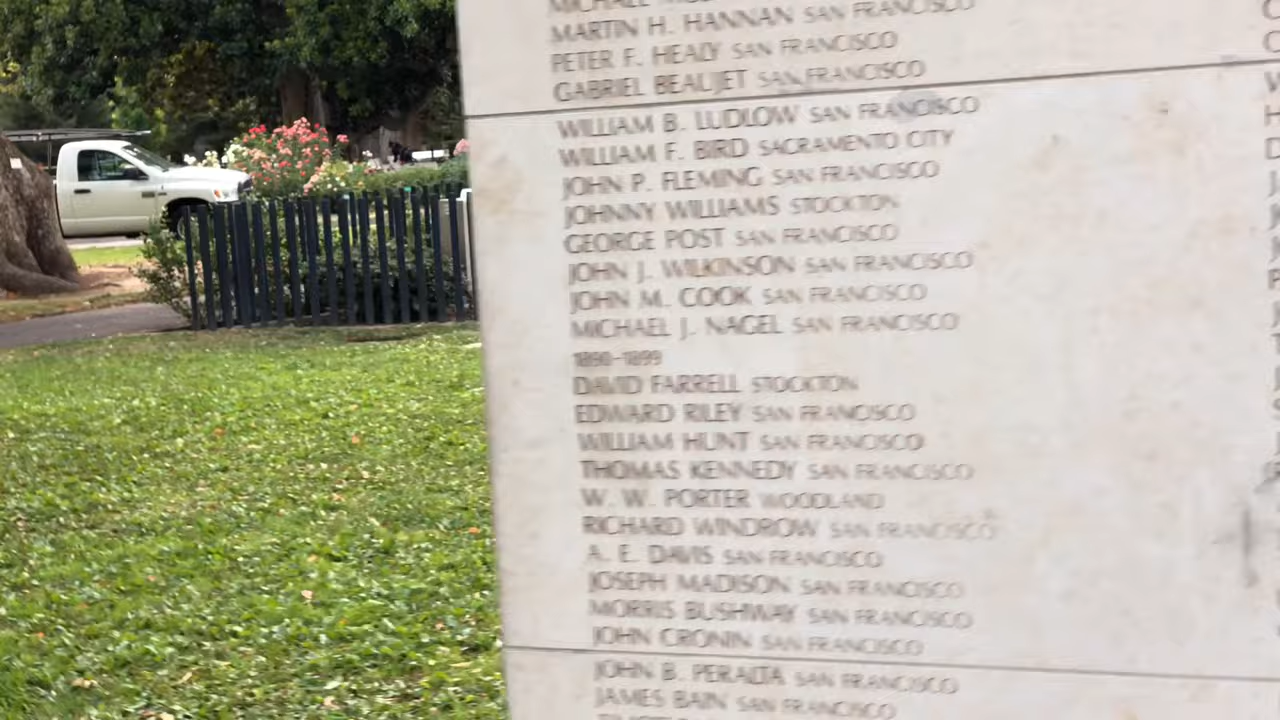 MICHAEL
MARTIN H. HANNAN SAN FRANCISCO
PETER F. HEALY SAN FRANCISCO
GABRIEL BEAUJET SAN FRANCISCO
WILLIAM B. LUDLOW SAN FRANCISCO
WILLIAM F. BIRD SACRAMENTO CITY
JOHN P. FLEMING SAN FRANCISCO
JOHNNY WILLIAMS STOCKTON
GEORGE POST SAN FRANCISCO
JOHN J. WILKINSON SAN FRANCISCO
JOHN M. COOK SAN FRANCISCO
MICHAEL J. NAGEL SAN FRANCISCO
1890-1899
DAVID FARRELL STOCKTON
EDWARD RILEY SAN FRANCISCO
WILLIAM HUNT SAN FRANCISCO
THOMAS KENNEDY SAN FRANCISCO
W. W. PORTER WOODLAND
RICHARD WINDROW SAN FRANCISCO
A. E. DAVIS SAN FRANCISCO
JOSEPH MADISON SAN FRANCISCO
MORRIS BUSHWAY SAN FRANCISCO
JOHN CRONIN SAN FRANCISCO
JOHN B. PERALTA SAN FRANCISCO
JAMES BAIN SAN FRANCISCO